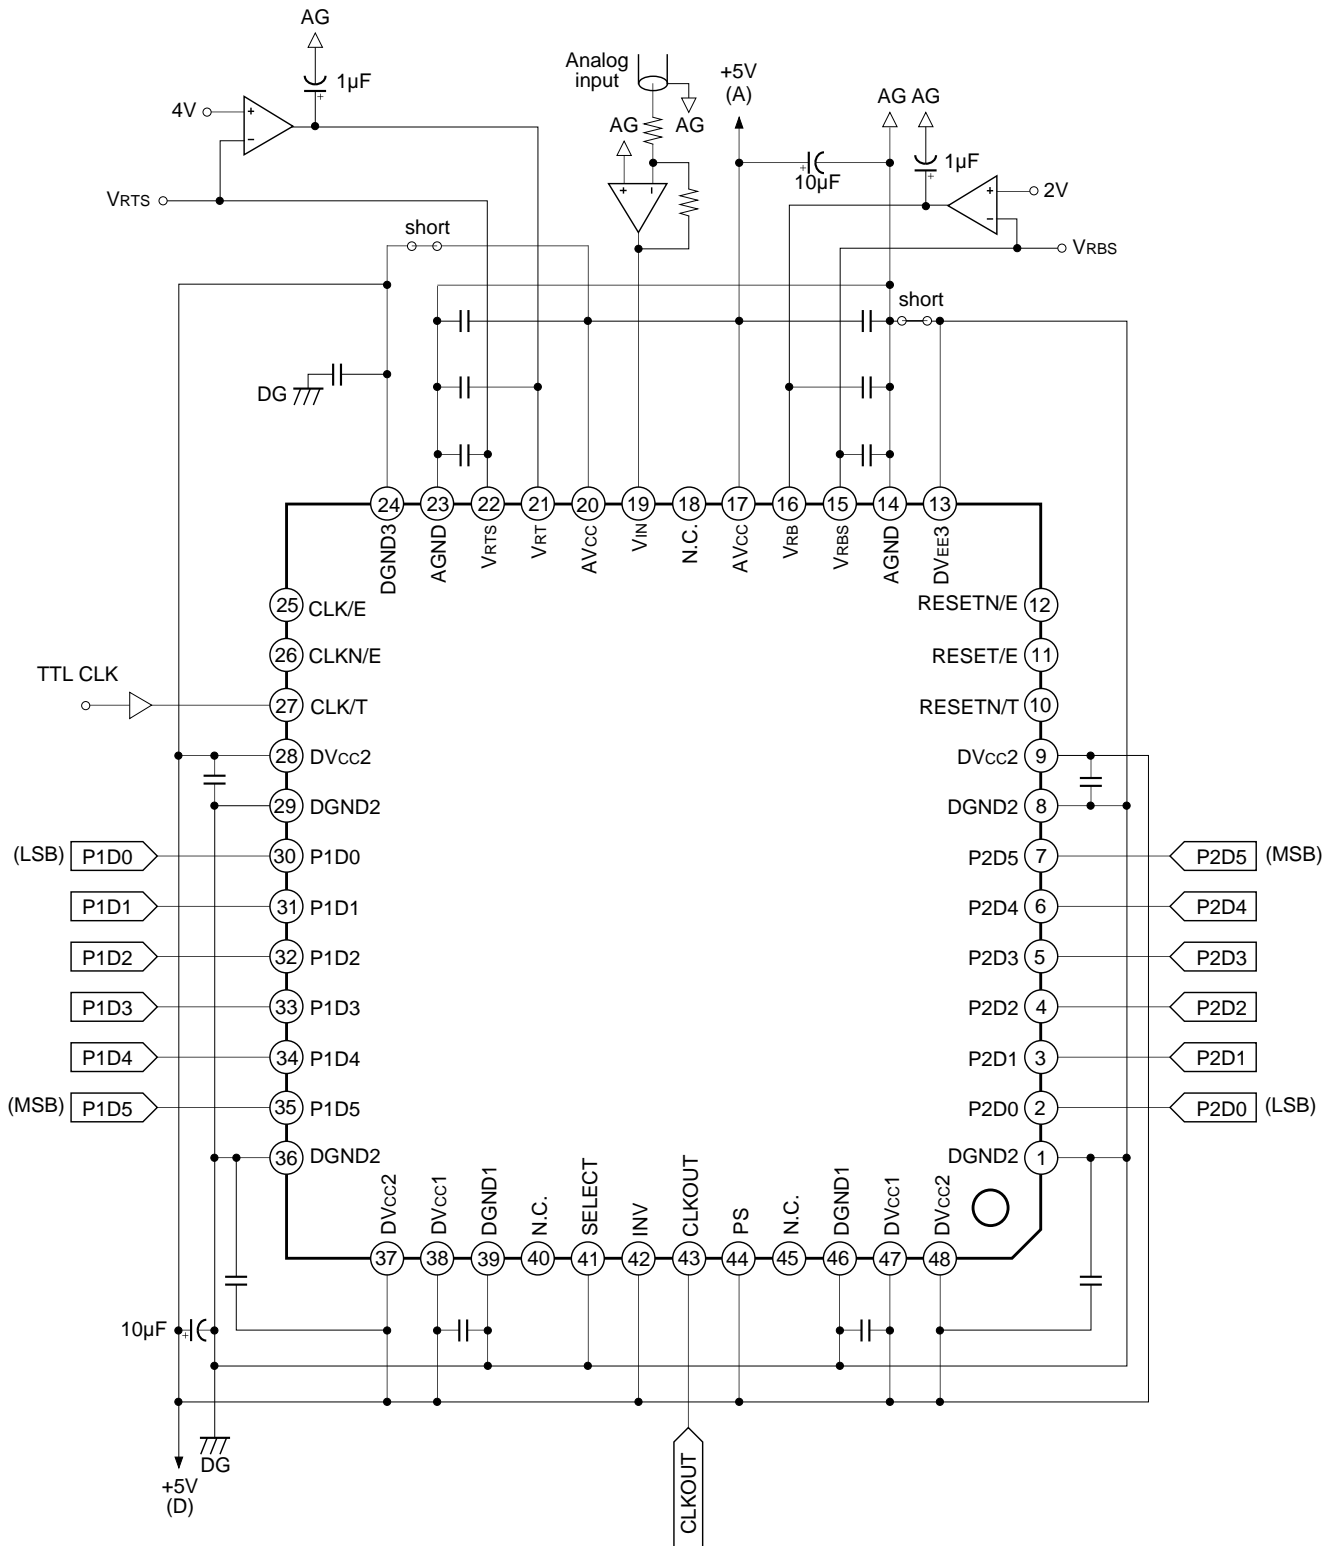 AG
1µF
+
4V
+
−
VRTS
short
Analog
input
AG
AG
+
−
+5V
(A)
AG AG
+
10µF
1µF
+
+
−
2V
VRBS
short
DG
24 23 22 21 20 19 18 17 16 15 14 13
DGND3
AGND
VRTS
VRT
AVCC
VIN
N.C.
AVCC
VRB
VRBS
AGND
DVEE3
25 CLK/E
26 CLKN/E
TTL CLK
27 CLK/T
28 DVCC2
29 DGND2
(LSB) P1D0 30 P1D0
P1D1 31 P1D1
P1D2 32 P1D2
P1D3 33 P1D3
P1D4 34 P1D4
(MSB) P1D5 35 P1D5
36 DGND2
RESETN/E 12
RESET/E 11
RESETN/T 10
DVCC2 9
DGND2 8
P2D5 7 P2D5 (MSB)
P2D4 6 P2D4
P2D3 5 P2D3
P2D2 4 P2D2
P2D1 3 P2D1
P2D0 2 P2D0 (LSB)
DGND2 1
DVCC2
DVCC1
DGND1
N.C.
SELECT
INV
CLKOUT
PS
N.C.
DGND1
DVCC1
DVCC2
37 38 39 40 41 42 43 44 45 46 47 48
10µF
+
DG
+5V
(D)
CLKOUT